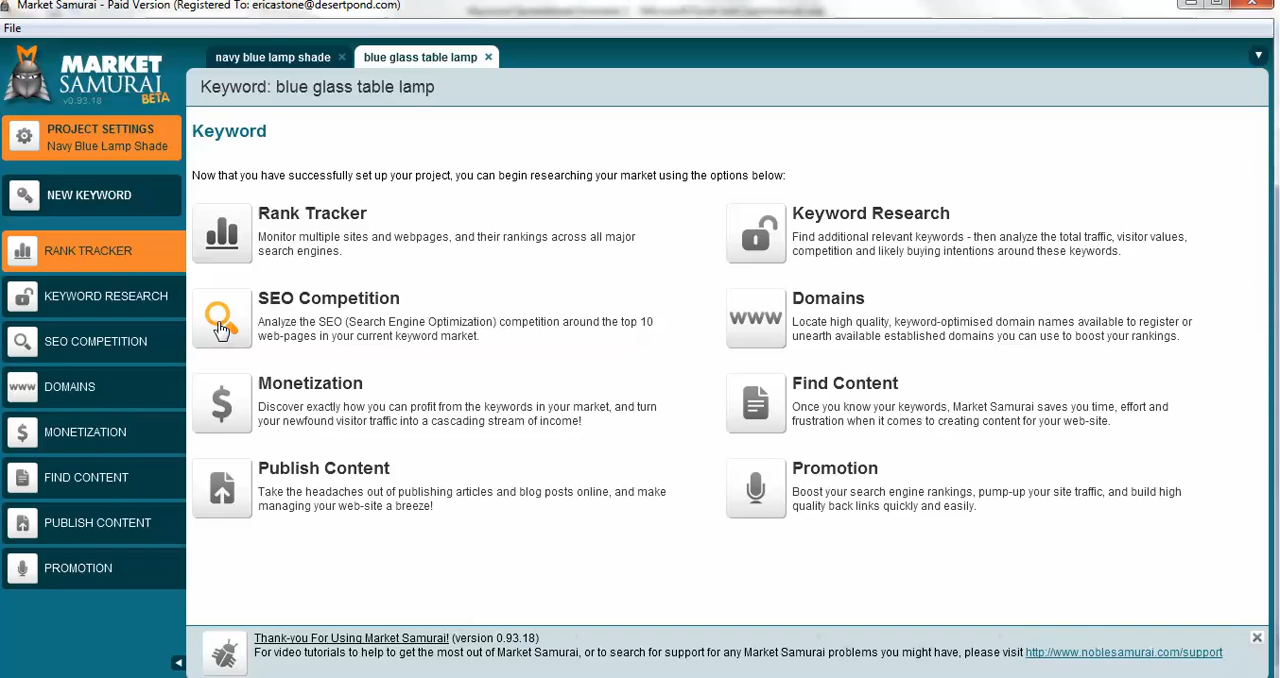 Market Samurai - Paid Version (Registered To: ericastone@desertpond.com)
File
MARKET SAMURAI
v0.93.18 BETA
navy blue lamp shade ×
blue glass table lamp ×
PROJECT SETTINGS
Navy Blue Lamp Shade
NEW KEYWORD
RANK TRACKER
KEYWORD RESEARCH
SEO COMPETITION
www DOMAINS
$ MONETIZATION
FIND CONTENT
PUBLISH CONTENT
PROMOTION
Keyword: blue glass table lamp
Keyword
Now that you have successfully set up your project, you can begin researching your market using the options below:
Rank Tracker
Monitor multiple sites and webpages, and their rankings across all major
search engines.
Keyword Research
Find additional relevant keywords - then analyze the total traffic, visitor values,
competition and likely buying intentions around these keywords.
SEO Competition
Analyze the SEO (Search Engine Optimization) competition around the top 10
web-pages in your current keyword market.
www
Domains
Locate high quality, keyword-optimised domain names available to register or
unearth available established domains you can use to boost your rankings.
$
Monetization
Discover exactly how you can profit from the keywords in your market, and turn
your newfound visitor traffic into a cascading stream of income!
Find Content
Once you know your keywords, Market Samurai saves you time, effort and
frustration when it comes to creating content for your web-site.
Publish Content
Take the headaches out of publishing articles and blog posts online, and make
managing your web-site a breeze!
Promotion
Boost your search engine rankings, pump-up your site traffic, and build high
quality back links quickly and easily.
Thank-you For Using Market Samurai! (version 0.93.18)
For video tutorials to help to get the most out of Market Samurai, or to search for support for any Market Samurai problems you might have, please visit http://www.noblesamurai.com/support